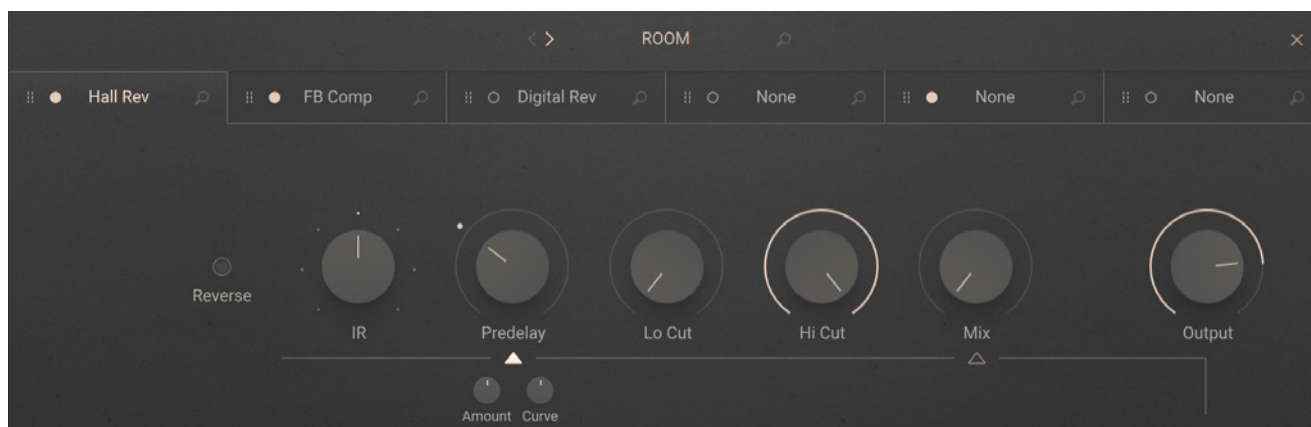 ROOM
Hall Rev FB Comp Digital Rev None None None
Reverse
IR Predelay Lo Cut Hi Cut Mix Output
Amount Curve